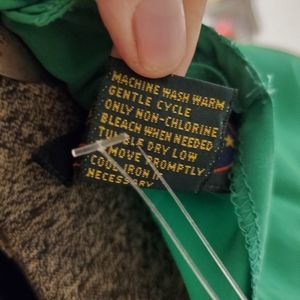 MACHINE WASH WARM
GENTLE CYCLE
ONLY NON-CHLORINE
BLEACH WHEN NEEDED
TUMBLE DRY LOW
MOVE PROMPTLY
COOL IRON IF
NECESSARY